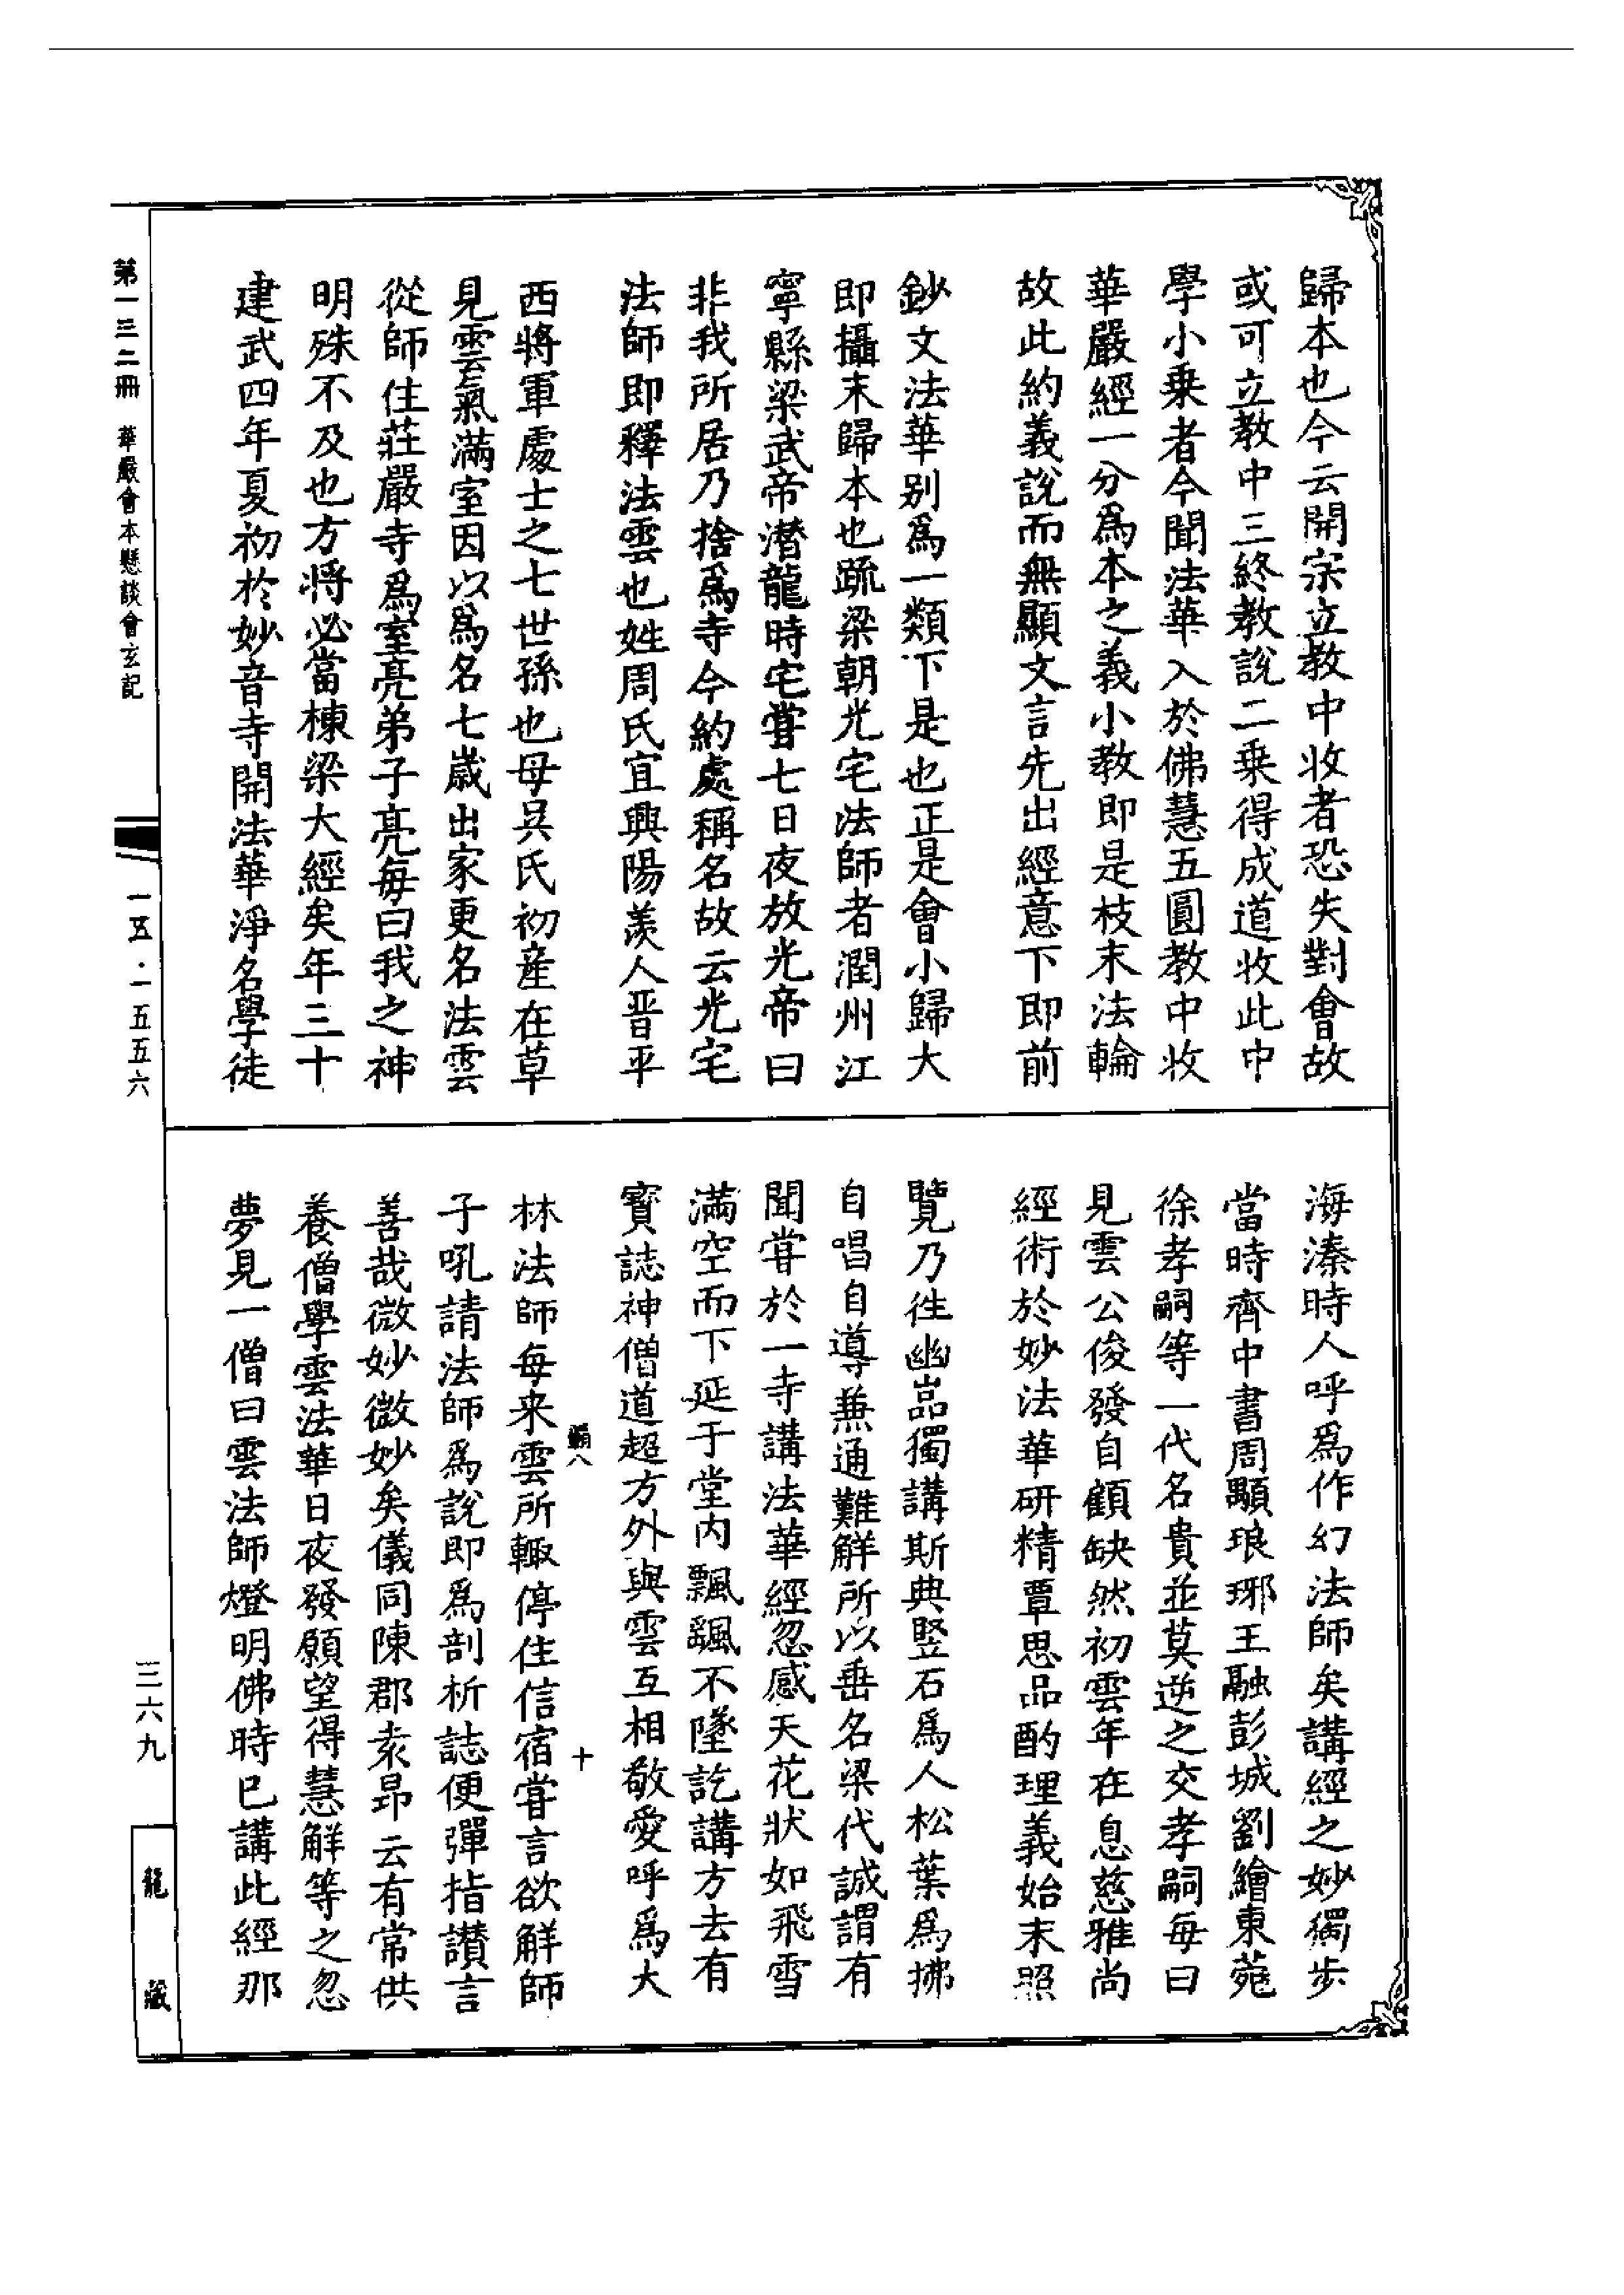 歸本也今云開宗立教中收者恐失對會故
或可立教中三終教說二乗得成道收此中
學小乗者今聞法華入於佛慧五圓教中收
華嚴經一分爲本之義小教即是枝末法輪
故此約義說而無顯文言先出經意下即前
鈔文法華别爲一類下是也正是會小歸大
即攝末歸本也疏梁朝光宅法師者潤州江
寧縣梁武帝潜龍時宅嘗七日夜放光帝曰
非我所居乃捨爲寺今約處稱名故云光宅
法師即釋法雲也姓周氏宜興陽羨人晋平
西將軍處士之七世孫也母吳氏初産在草
見雲氣滿室因以爲名七歲出家更名法雲
從師住莊嚴寺爲室亮弟子亮每曰我之神
明殊不及也方將必當棟梁大經矣年三十
建武四年夏初於妙音寺開法華淨名學徒
海溱時人呼爲作幻法師矣講經之妙獨步
當時齊中書周顒琅琊王融彭城劉繪東菀
徐孝嗣等一代名貴並莫逆之交孝嗣每曰
見雲公俊發自顧缺然初雲年在息慈雅尚
經術於妙法華研精覃思品酌理義始末照
覽乃徃幽嵓獨講斯典竪石爲人松葉爲拂
自唱自導兼通難解所以垂名梁代誠謂有
聞甞於一寺講法華經忽感天花狀如飛雪
滿空而下延于堂内飄颻不墜訖講方去有
寳誌神僧道超方外與雲互相敬愛呼爲大
林法師每来雲所輙停住信宿甞言欲解師
子吼請法師爲說即爲剖析誌便彈指讃言
善哉微妙微妙矣儀同陳郡袁昂云有常供
養僧學雲法華日夜發願望得慧解等之忽
夢見一僧曰雲法師燈明佛時已講此經那
十
第一三二冊 華嚴會本懸談會玄記
一五·一五五六
三六九
龍藏